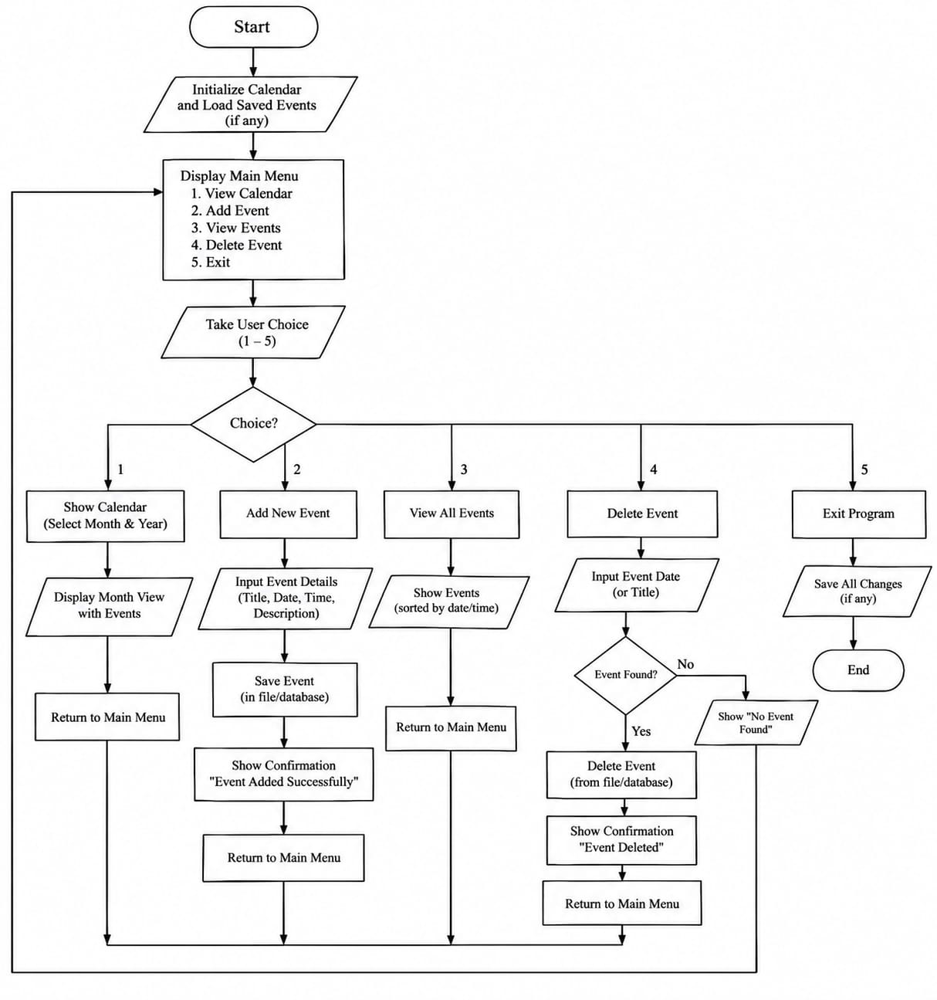 Start
Initialize Calendar
and Load Saved Events
(if any)
Display Main Menu
1. View Calendar
2. Add Event
3. View Events
4. Delete Event
5. Exit
Take User Choice
(1 – 5)
Choice?
1
2
3
4
5
Show Calendar
(Select Month & Year)
Display Month View
with Events
Return to Main Menu
Add New Event
Input Event Details
(Title, Date, Time,
Description)
Save Event
(in file/database)
Show Confirmation
"Event Added Successfully"
Return to Main Menu
View All Events
Show Events
(sorted by date/time)
Return to Main Menu
Delete Event
Input Event Date
(or Title)
Event Found?
No
Show "No Event
Found"
Yes
Delete Event
(from file/database)
Show Confirmation
"Event Deleted"
Return to Main Menu
Exit Program
Save All Changes
(if any)
End